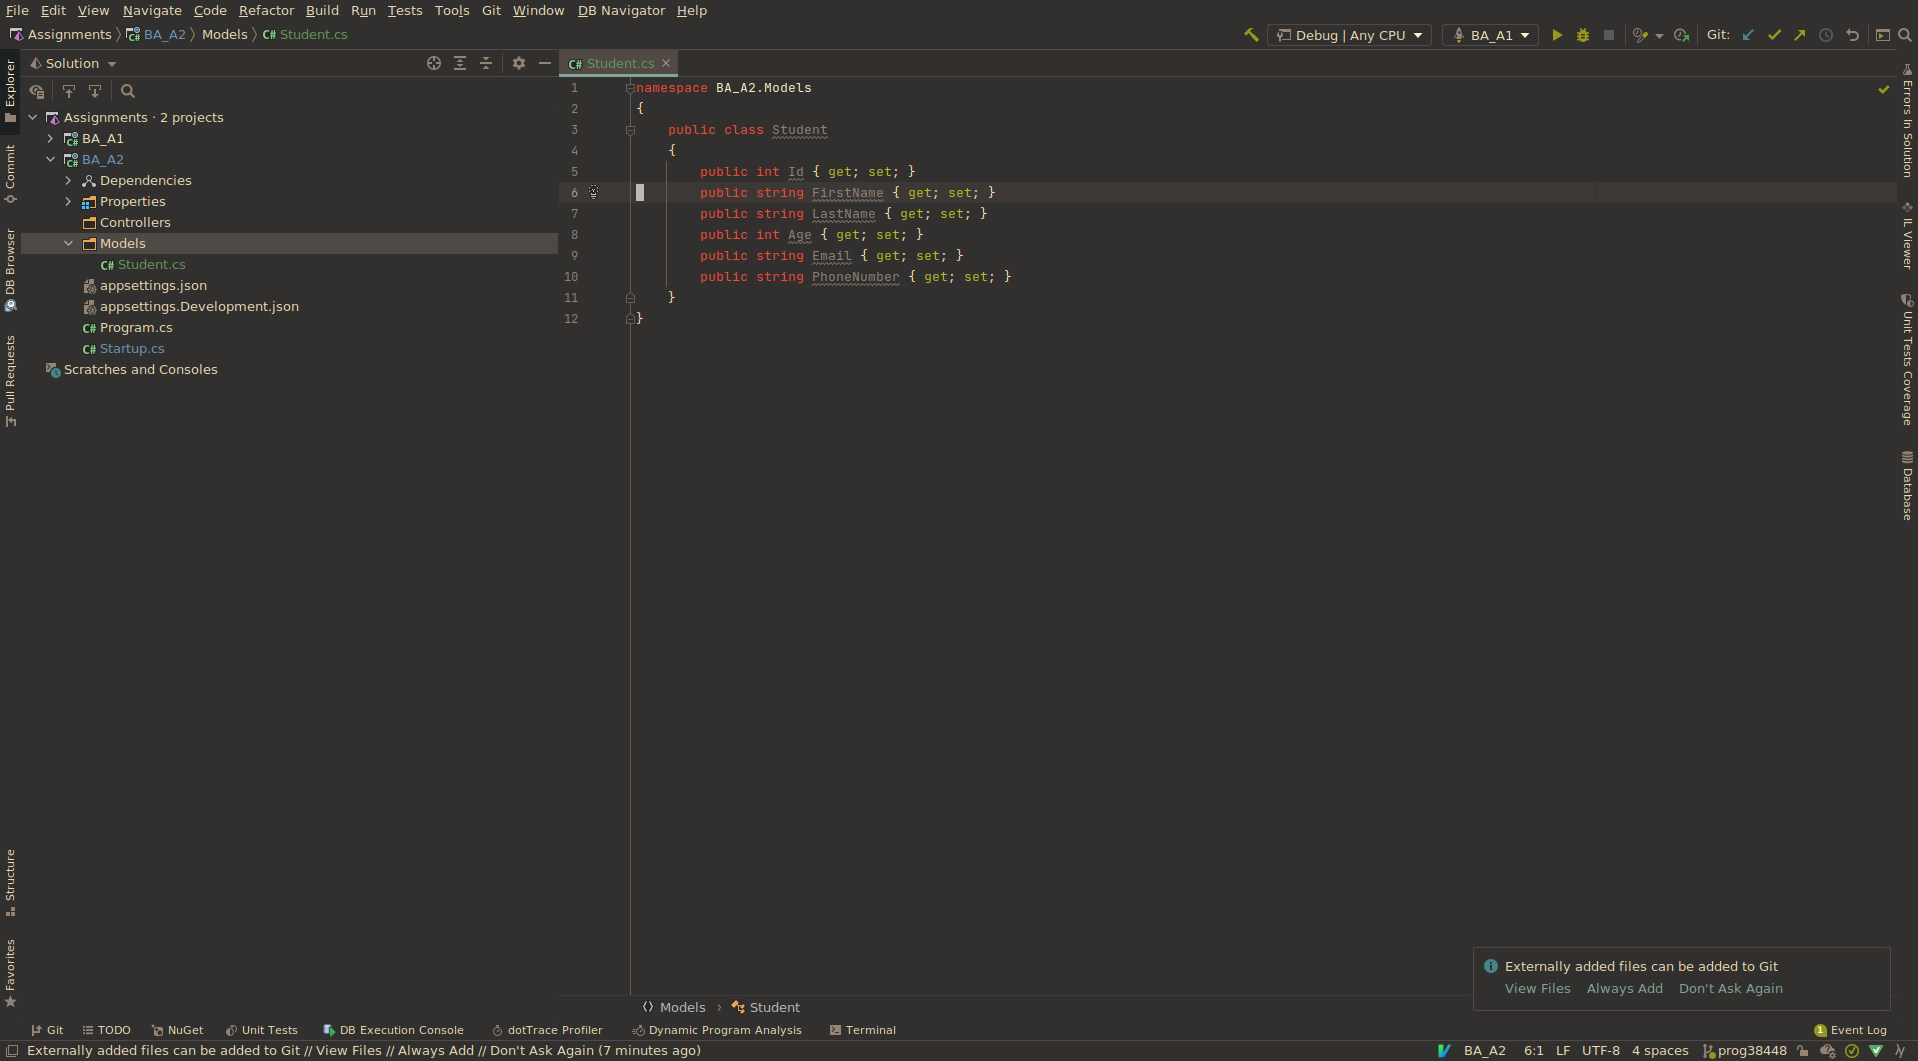 File Edit View Navigate Code Refactor Build Run Tests Tools Git Window DB Navigator Help
Assignments BA_A2 Models C# Student.cs
Debug | Any CPU BA_A1 Git:
Solution
C# Student.cs
Explorer
Commit
DB Browser
Pull Requests
Structure
Favorites
Assignments · 2 projects
BA_A1
BA_A2
Dependencies
Properties
Controllers
Models
C# Student.cs
appsettings.json
appsettings.Development.json
C# Program.cs
C# Startup.cs
Scratches and Consoles
1 namespace BA_A2.Models
2 {
3 public class Student
4 {
5 public int Id { get; set; }
6 public string FirstName { get; set; }
7 public string LastName { get; set; }
8 public int Age { get; set; }
9 public string Email { get; set; }
10 public string PhoneNumber { get; set; }
11 }
12 }
Errors In Solution
IL Viewer
Unit Tests Coverage
Database
Externally added files can be added to Git
View Files Always Add Don't Ask Again
Models Student
Git TODO NuGet Unit Tests DB Execution Console dotTrace Profiler Dynamic Program Analysis Terminal 1 Event Log
Externally added files can be added to Git // View Files // Always Add // Don't Ask Again (7 minutes ago) BA_A2 6:1 LF UTF-8 4 spaces prog38448